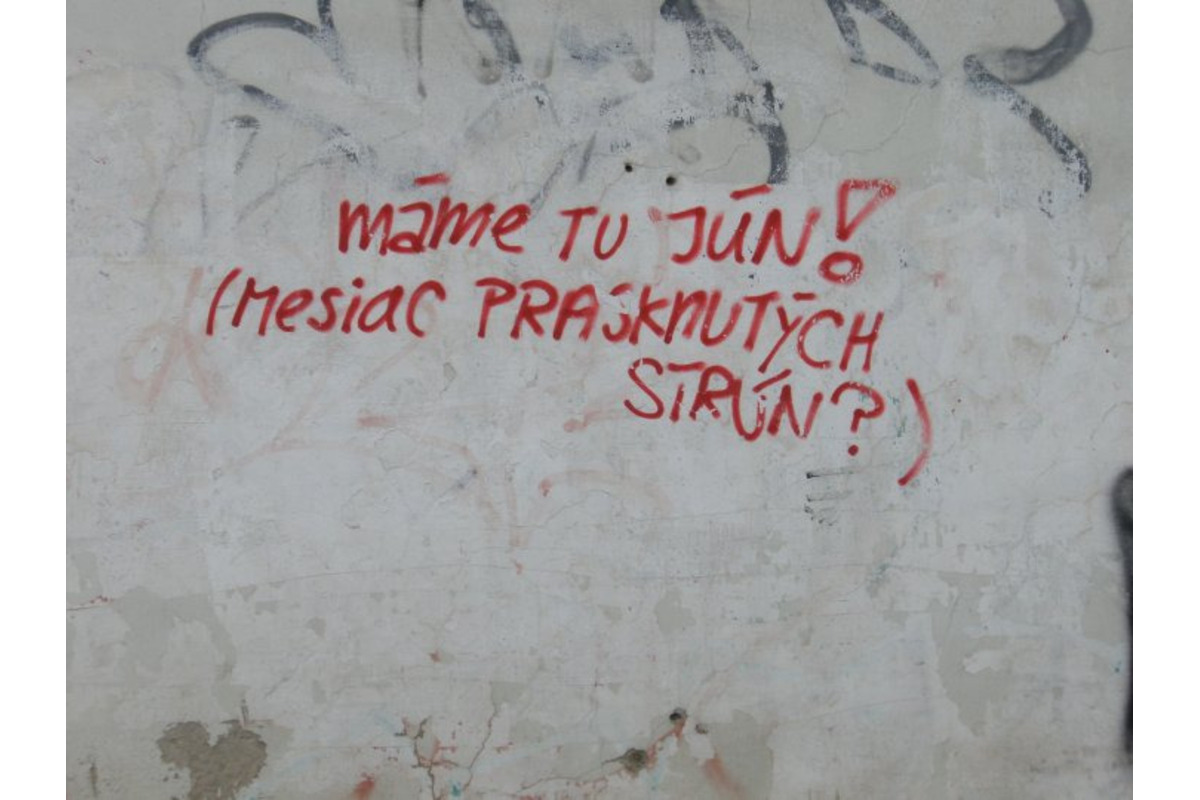 máme TU JÚN!
(mesiac PRASKNUTÝCH
STRÚN?)